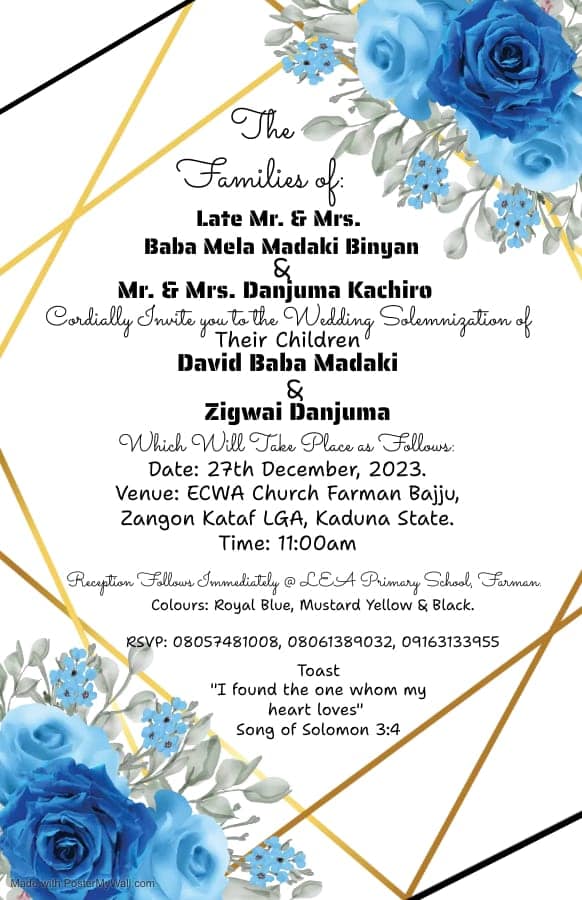 The
Families of:
Late Mr. & Mrs.
Baba Mela Madaki Binyan
&
Mr. & Mrs. Danjuma Kachiro
Cordially Invite you to the Wedding Solemnization of
Their Children
David Baba Madaki
&
Zigwai Danjuma
Which Will Take Place as Follows:
Date: 27th December, 2023.
Venue: ECWA Church Farman Bajju,
Zangon Kataf LGA, Kaduna State.
Time: 11:00am
Reception Follows Immediately @ LEA Primary School, Farman.
Colours: Royal Blue, Mustard Yellow & Black.
RSVP: 08057481008, 08061389032, 09163133955
Toast
"I found the one whom my
heart loves"
Song of Solomon 3:4
Made with PosterMyWall.com